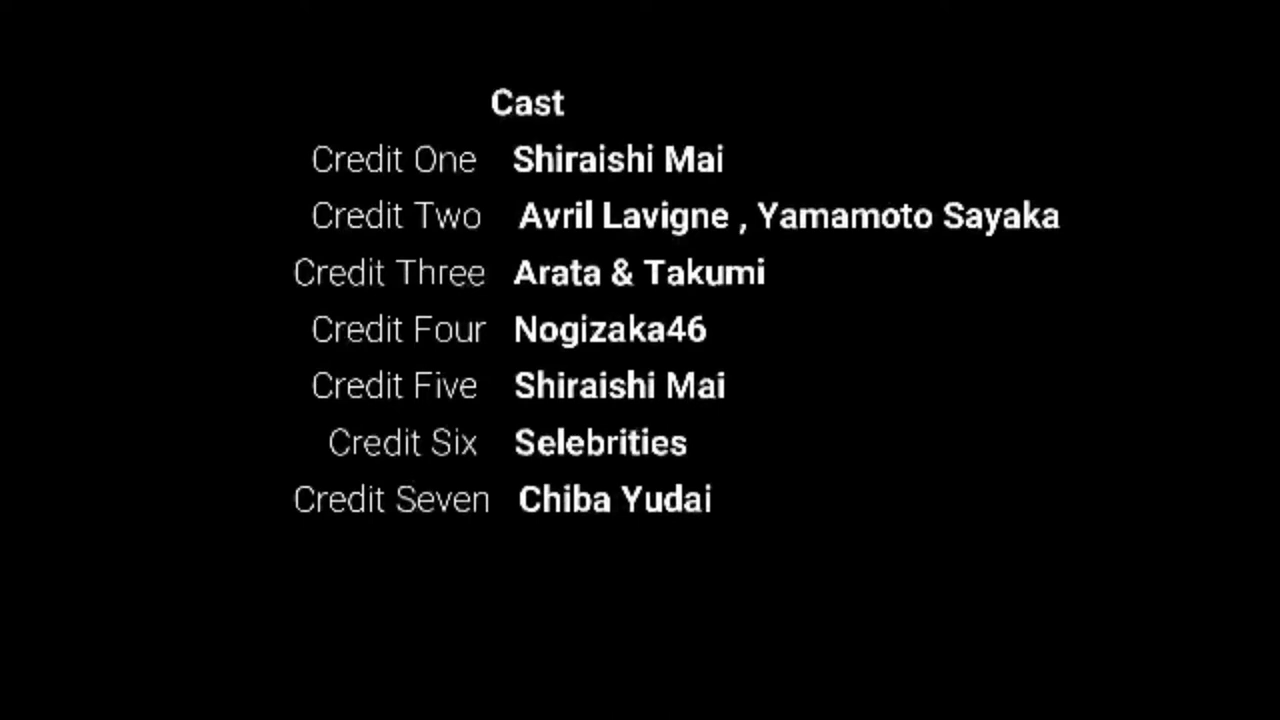 Cast
Credit One Shiraishi Mai
Credit Two Avril Lavigne , Yamamoto Sayaka
Credit Three Arata & Takumi
Credit Four Nogizaka46
Credit Five Shiraishi Mai
Credit Six Selebrities
Credit Seven Chiba Yudai